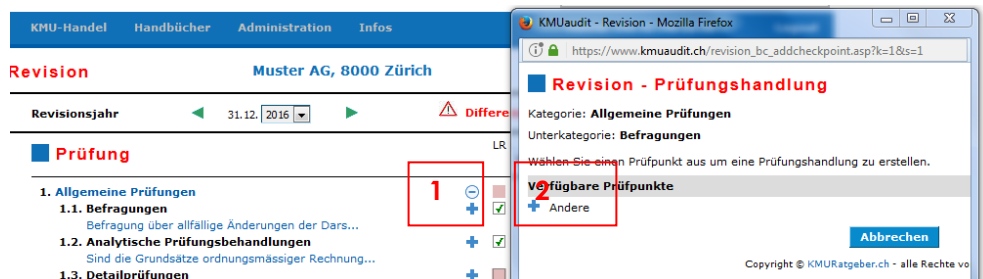 KMU-Handel Handbücher Administration Infos
Revision Muster AG, 8000 Zürich
Revisionsjahr 31.12. 2016 Differe
Prüfung LR
1
1. Allgemeine Prüfungen
1.1. Befragungen
Befragung über allfällige Änderungen der Dars...
1.2. Analytische Prüfungsbehandlungen
Sind die Grundsätze ordnungsmässiger Rechnung...
1.3. Detailprüfungen
KMUaudit - Revision - Mozilla Firefox
https://www.kmuaudit.ch/revision_bc_addcheckpoint.asp?k=1&s=1
Revision - Prüfungshandlung
Kategorie: Allgemeine Prüfungen
Unterkategorie: Befragungen
Wählen Sie einen Prüfpunkt aus um eine Prüfungshandlung zu erstellen.
Verfügbare Prüfpunkte
2
Andere
Abbrechen
Copyright © KMURatgeber.ch - alle Rechte vo